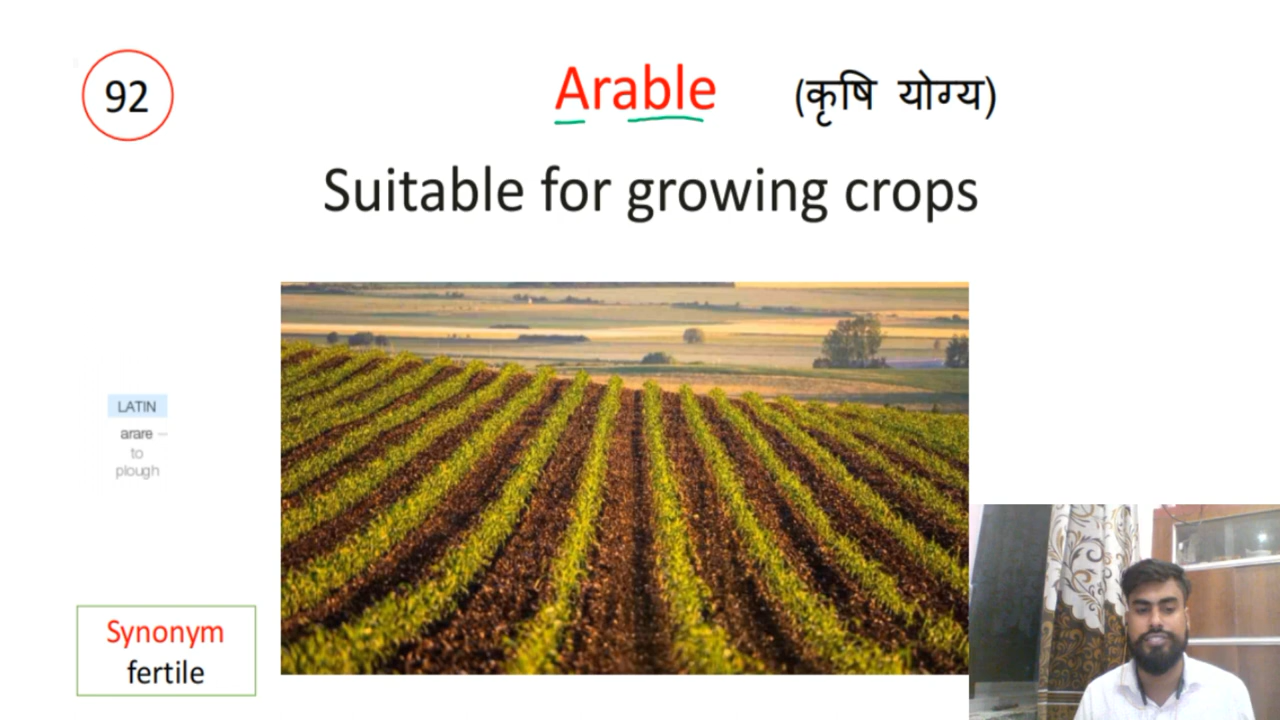 92
Arable (कृषि योग्य)
Suitable for growing crops
LATIN
arare —
to
plough
Synonym
fertile